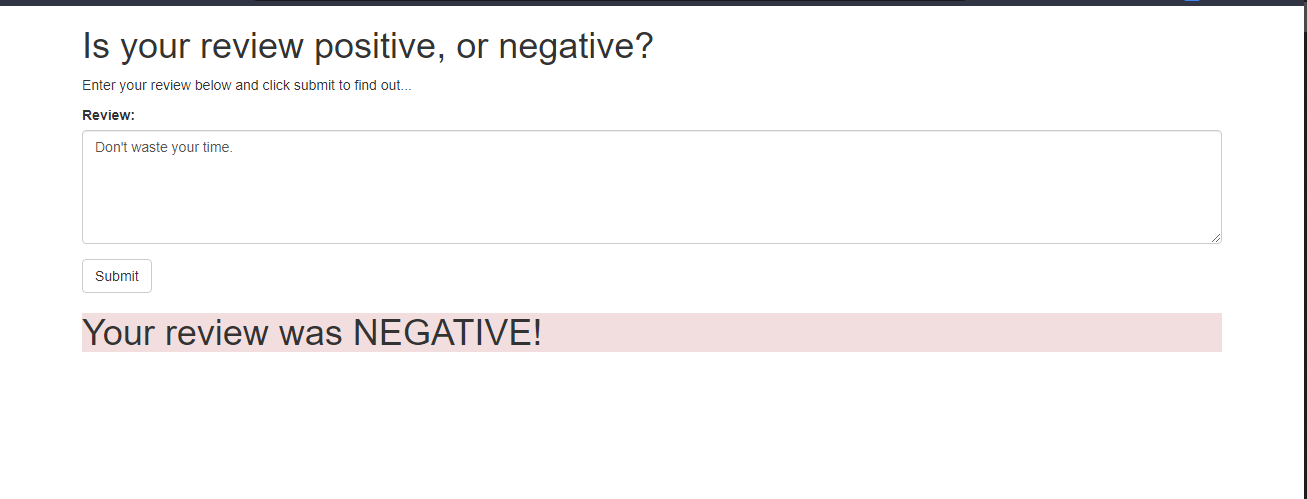 Is your review positive, or negative?
Enter your review below and click submit to find out...
Review:
Don't waste your time.
Submit
Your review was NEGATIVE!